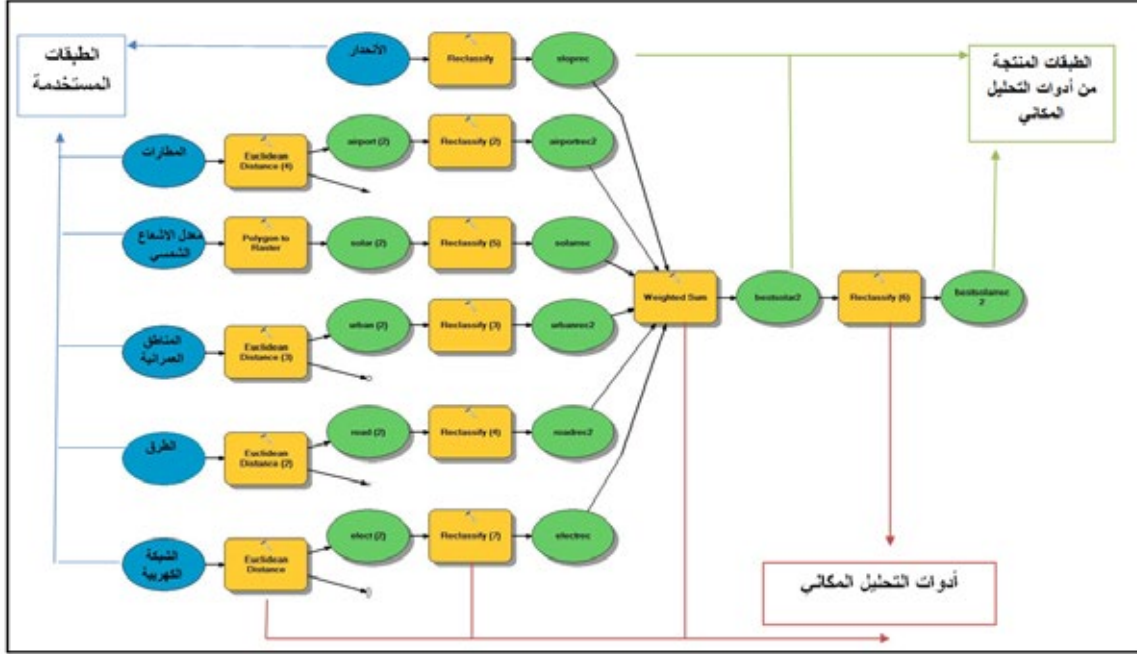 الطبقات
المستخدمة
الأنحدار
Reclassify
sloprec
الطبقات المنتجة
من أدوات التحليل
المكاني
المطارات
Euclidean
Distance (4)
airport (2)
Reclassify (2)
airportrec2
معدل الاشعاع
الشمسي
Polygon to
Raster
solar (2)
Reclassify (5)
solarrec
Weighted Sum
bestsolar2
Reclassify (6)
bestsolarrec
2
المناطق
العمرانية
Euclidean
Distance (3)
urban (2)
Reclassify (3)
urbanrec2
الطرق
Euclidean
Distance (2)
road (2)
Reclassify (4)
roadrec2
الشبكة
الكهربية
Euclidean
Distance
elect (2)
Reclassify (7)
electrec
أدوات التحليل المكاني